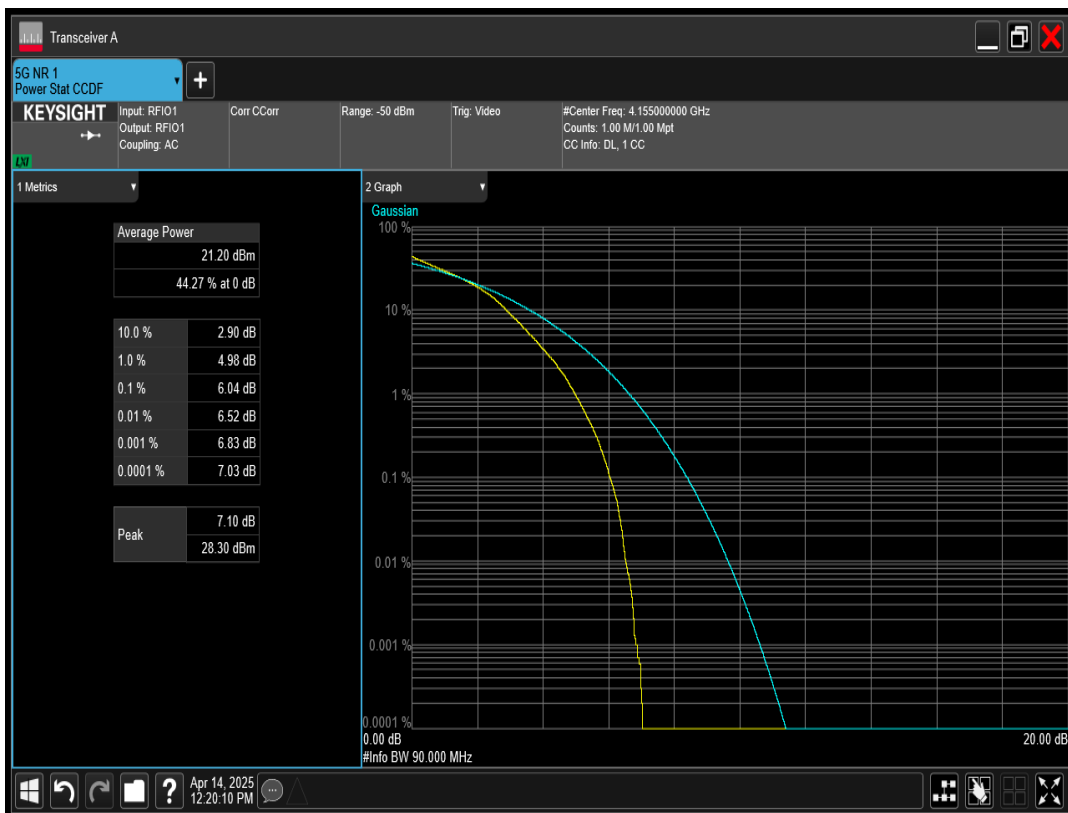 Transceiver A
5G NR 1
Power Stat CCDF
+
KEYSIGHT
LXI
Input: RFIO1
Output: RFIO1
Coupling: AC
Corr CCorr
Range: -50 dBm
Trig: Video
#Center Freq: 4.155000000 GHz
Counts: 1.00 M/1.00 Mpt
CC Info: DL, 1 CC
1 Metrics
Average Power
21.20 dBm
44.27 % at 0 dB
10.0 % 2.90 dB
1.0 % 4.98 dB
0.1 % 6.04 dB
0.01 % 6.52 dB
0.001 % 6.83 dB
0.0001 % 7.03 dB
Peak
7.10 dB
28.30 dBm
2 Graph
Gaussian
100 %
10 %
1 %
0.1 %
0.01 %
0.001 %
0.0001 %
0.00 dB 20.00 dB
#Info BW 90.000 MHz
?
Apr 14, 2025
12:20:10 PM